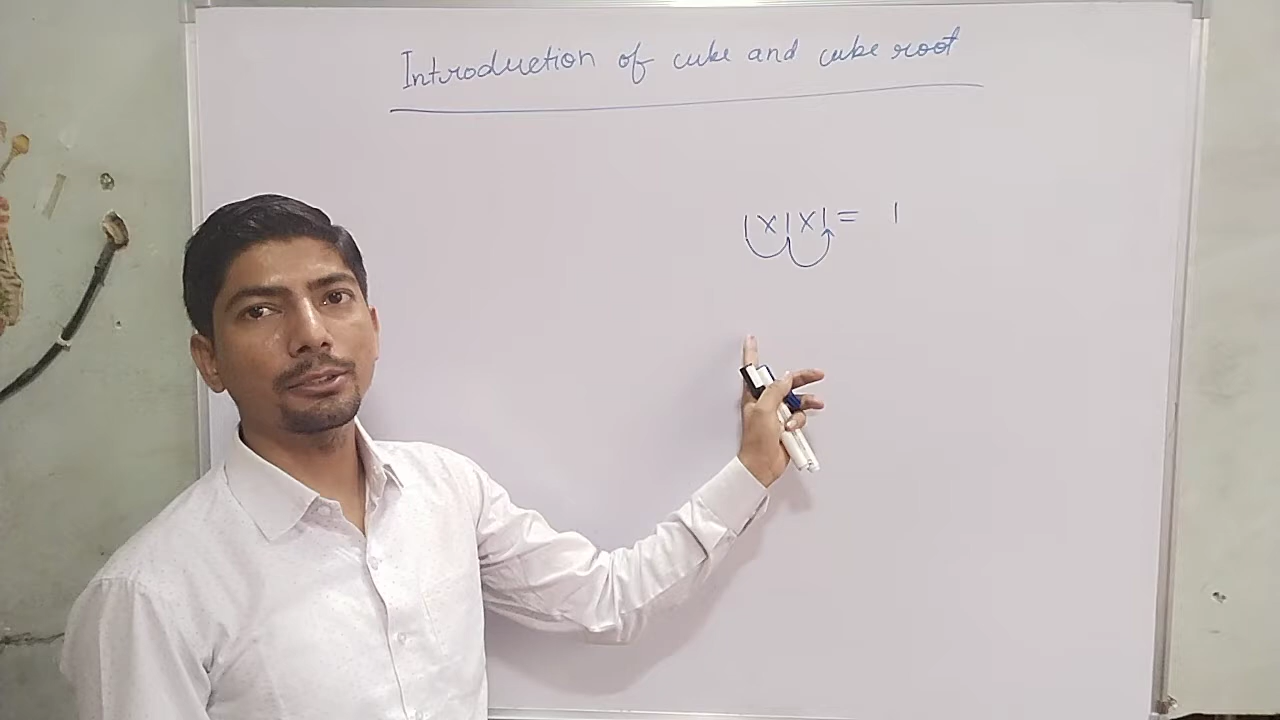 Introduction of cube and cube root
1×1×1= 1